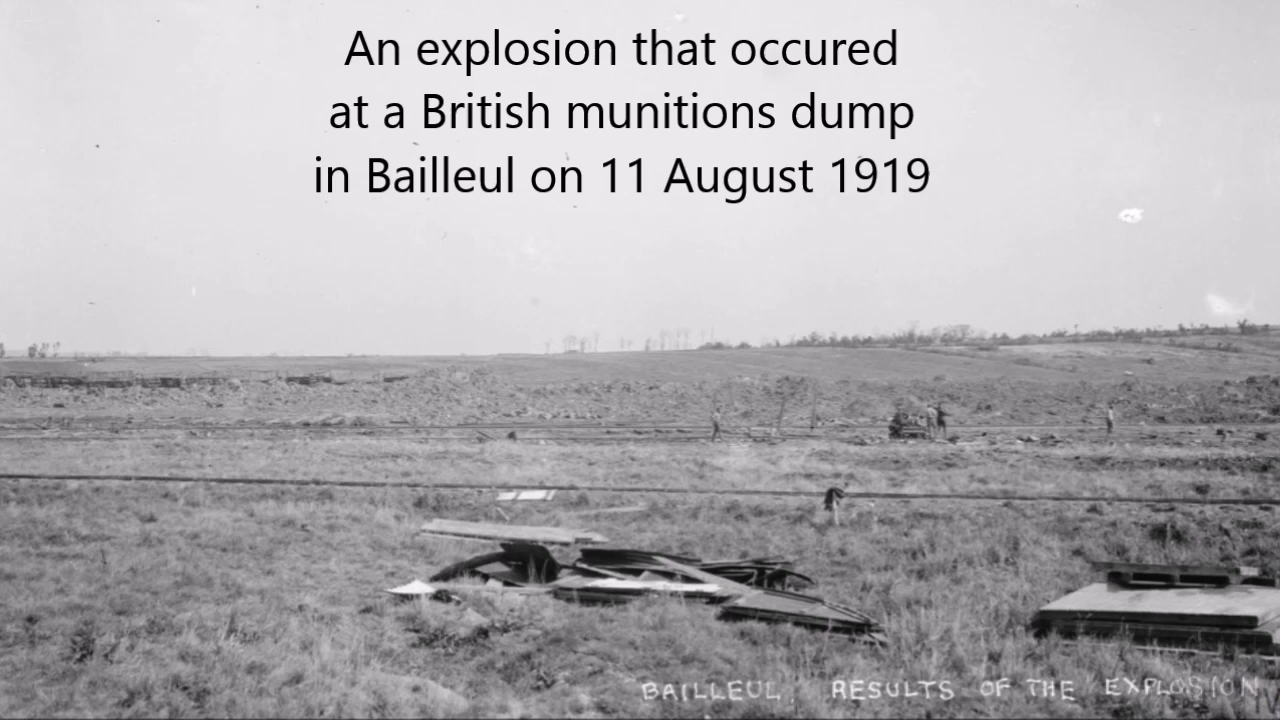 An explosion that occured
at a British munitions dump
in Bailleul on 11 August 1919
BAILLEUL. RESULTS OF THE EXPLOSION